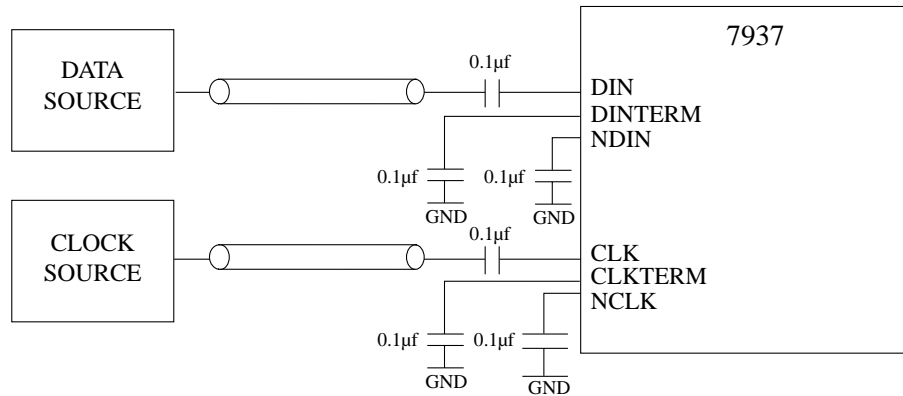 7937
DATA
SOURCE
0.1µf
DIN
DINTERM
NDIN
0.1µf
0.1µf
GND
GND
CLOCK
SOURCE
0.1µf
CLK
CLKTERM
NCLK
0.1µf
0.1µf
GND
GND